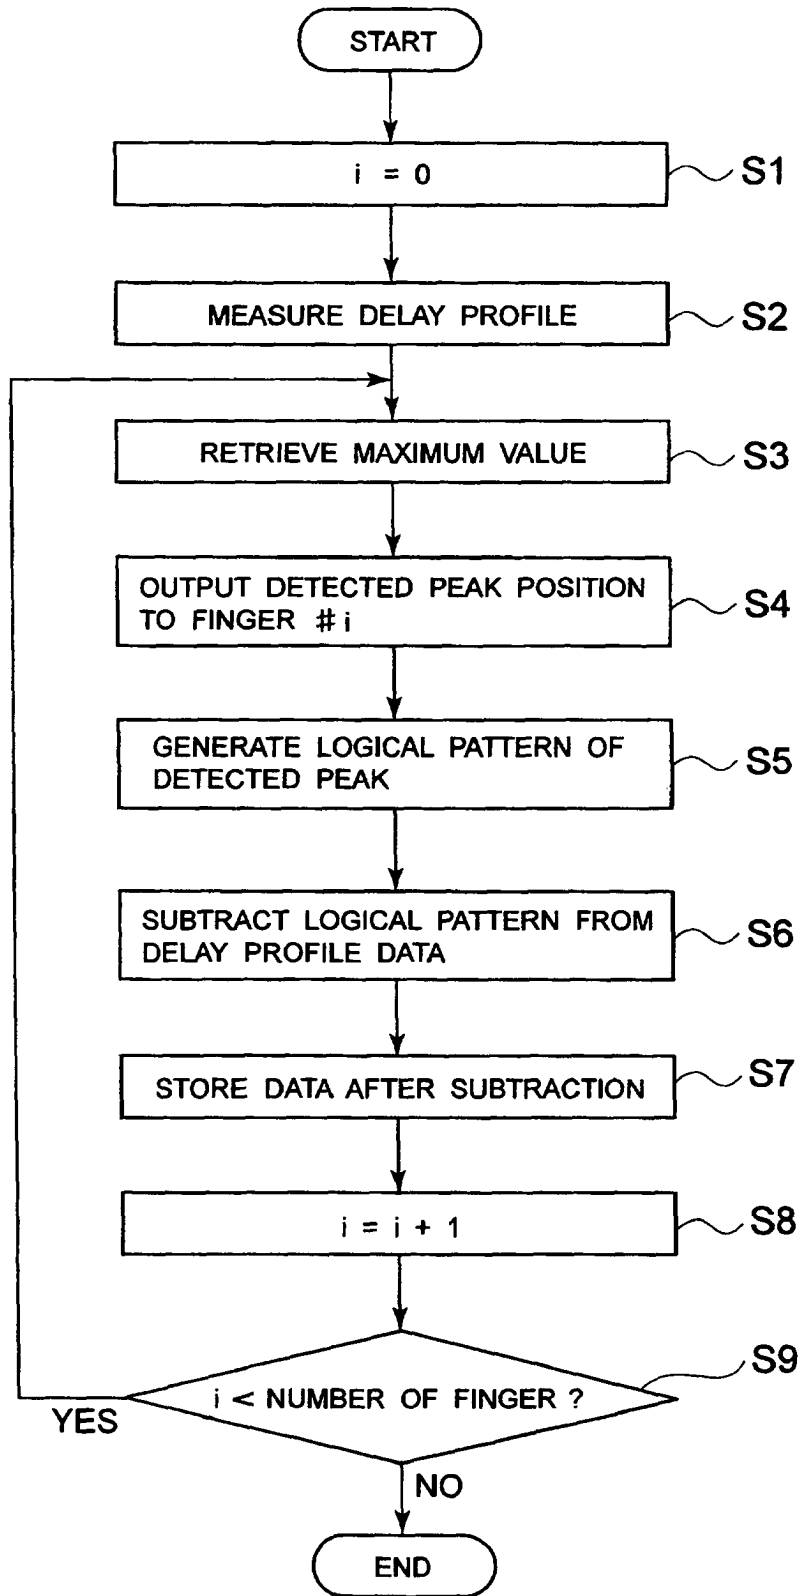 START
i = 0
S1
MEASURE DELAY PROFILE
S2
RETRIEVE MAXIMUM VALUE
S3
OUTPUT DETECTED PEAK POSITION
TO FINGER #i
S4
GENERATE LOGICAL PATTERN OF
DETECTED PEAK
S5
SUBTRACT LOGICAL PATTERN FROM
DELAY PROFILE DATA
S6
STORE DATA AFTER SUBTRACTION
S7
i = i + 1
S8
i < NUMBER OF FINGER ?
S9
YES
NO
END